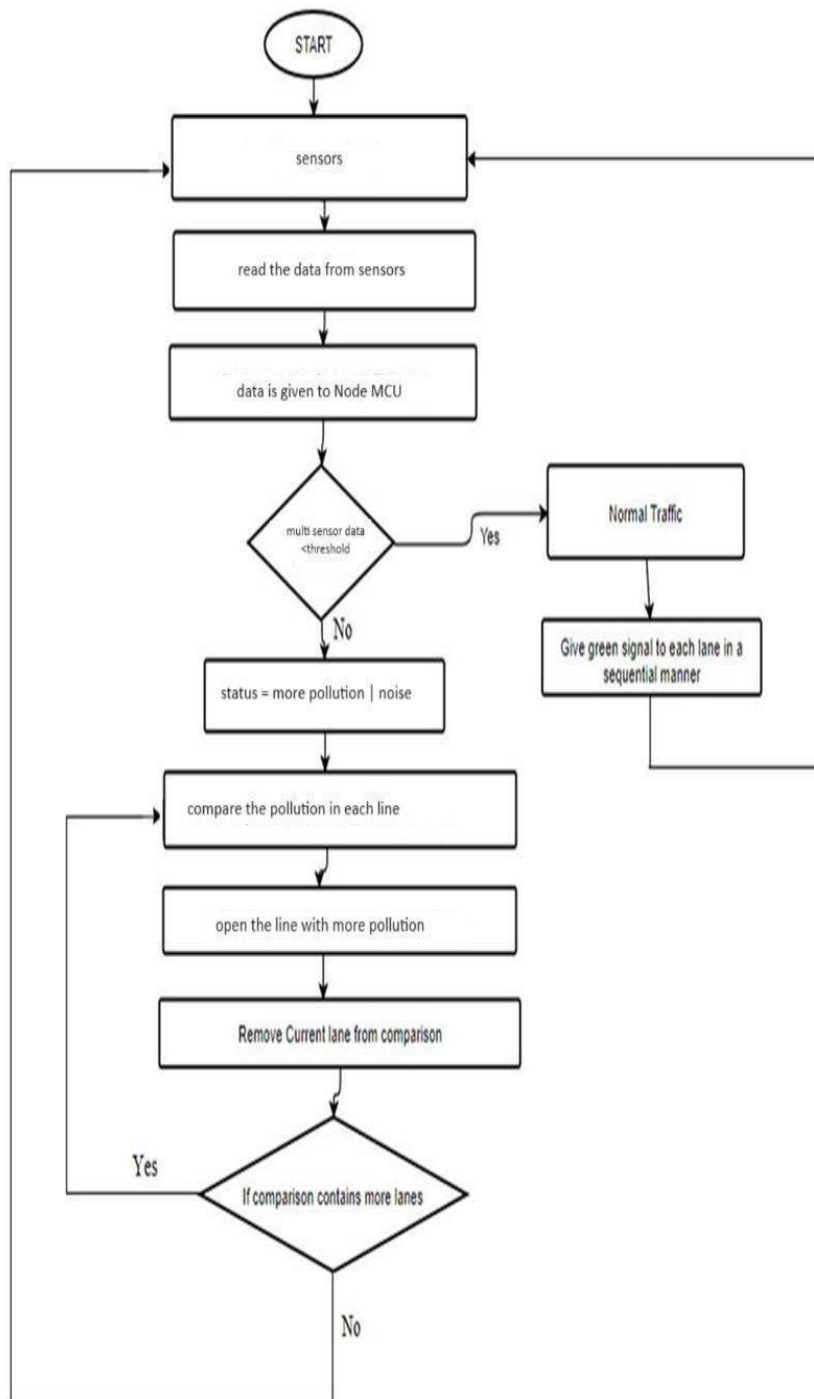 START
sensors
read the data from sensors
data is given to Node MCU
multi sensor data
<threshold
Yes
Normal Traffic
Give green signal to each lane in a
sequential manner
No
status = more pollution | noise
compare the pollution in each line
open the line with more pollution
Remove Current lane from comparison
If comparison contains more lanes
Yes
No